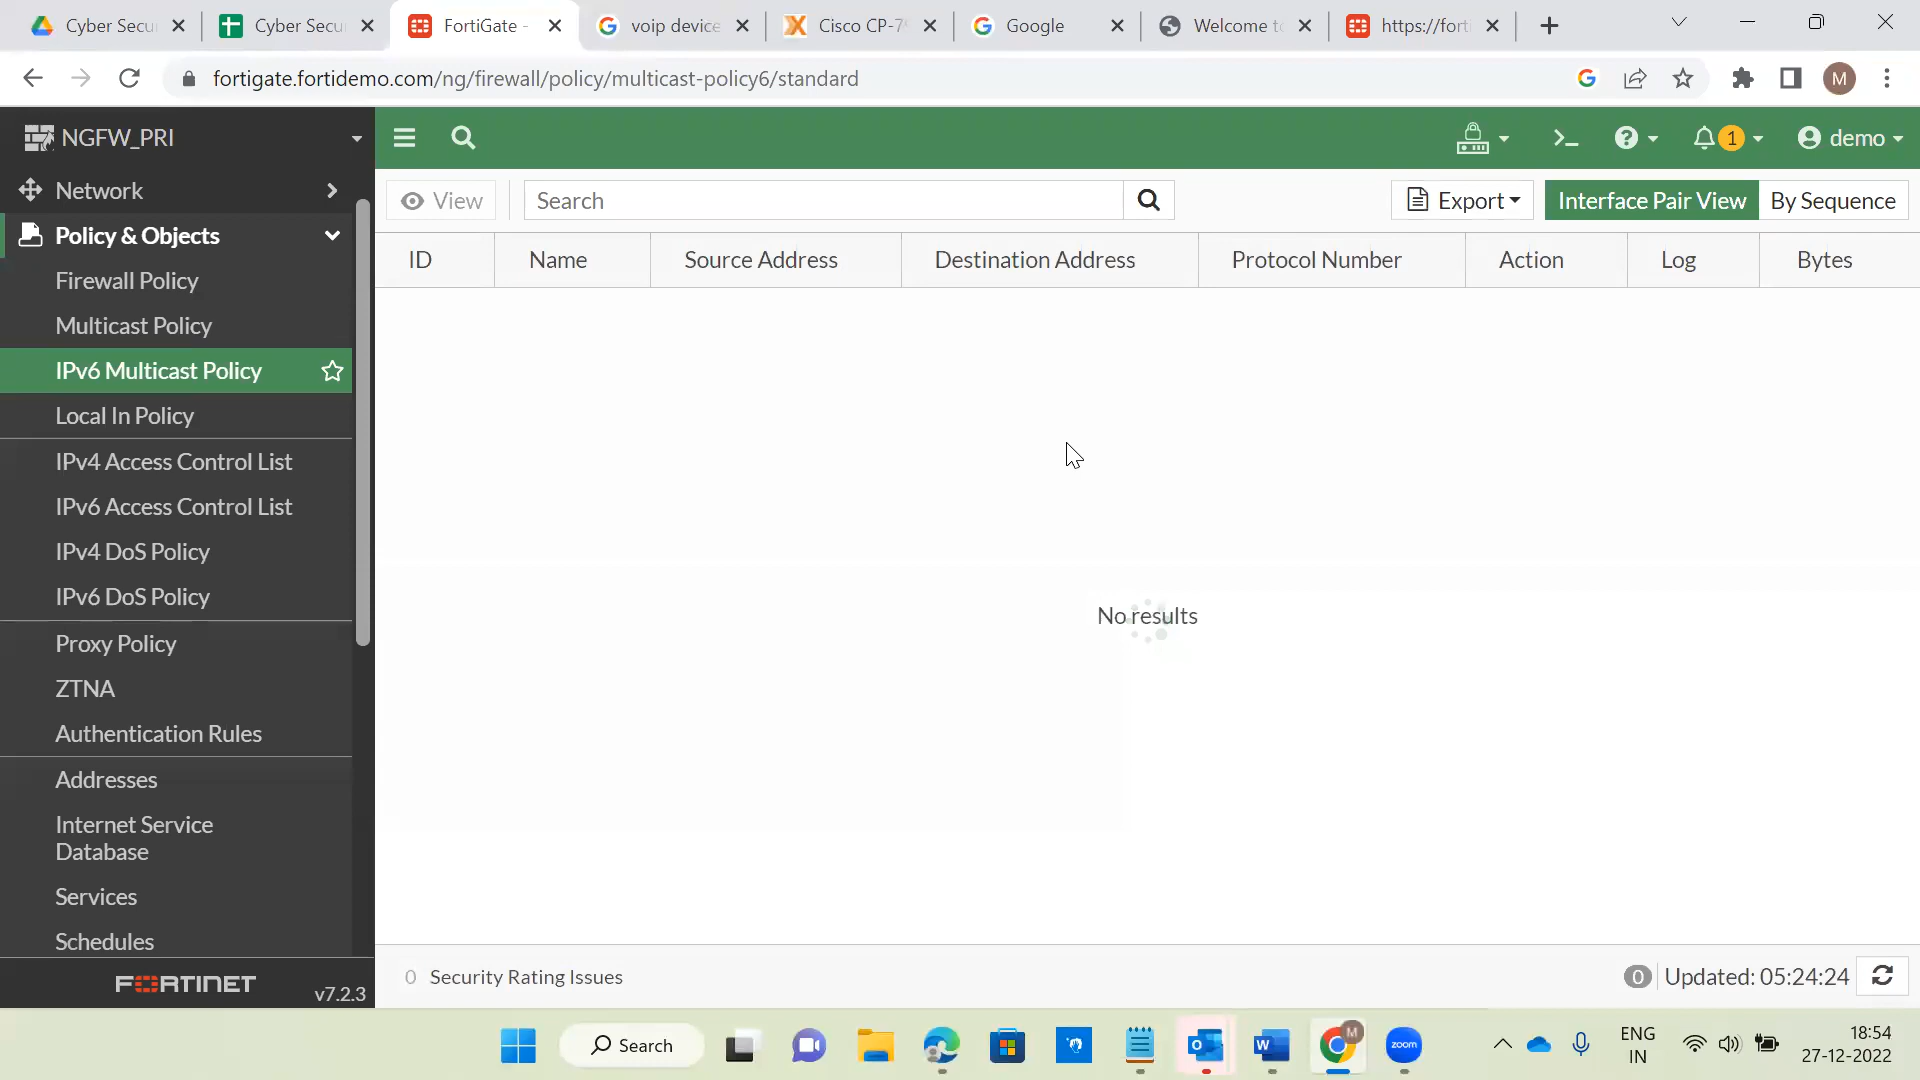 Cyber Secu
Cyber Secu
FortiGate -
voip device
Cisco CP-79
Google
Welcome to
https://forti
fortigate.fortidemo.com/ng/firewall/policy/multicast-policy6/standard
M
NGFW_PRI
1
demo
Network
Policy & Objects
Firewall Policy
Multicast Policy
IPv6 Multicast Policy
Local In Policy
IPv4 Access Control List
IPv6 Access Control List
IPv4 DoS Policy
IPv6 DoS Policy
Proxy Policy
ZTNA
Authentication Rules
Addresses
Internet Service
Database
Services
Schedules
FORTINET
v7.2.3
View
Search
Export
Interface Pair View
By Sequence
ID
Name
Source Address
Destination Address
Protocol Number
Action
Log
Bytes
No results
0 Security Rating Issues
0
Updated: 05:24:24
Search
M
zoom
ENG
IN
18:54
27-12-2022